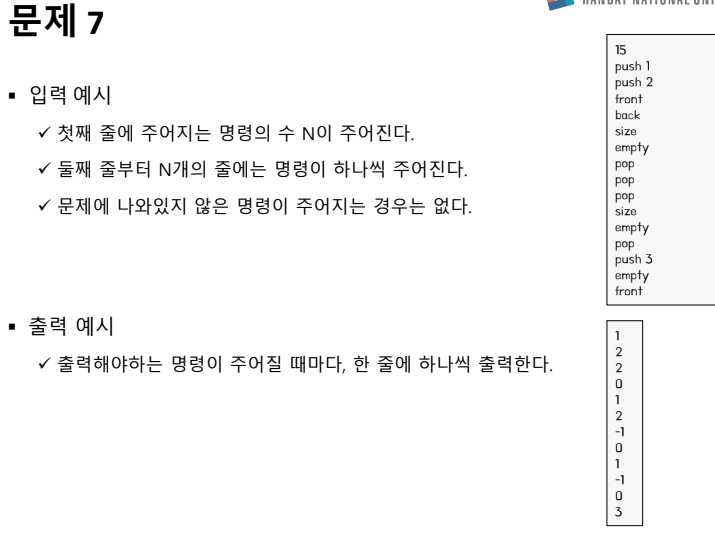 문제 7
▪ 입력 예시
✓ 첫째 줄에 주어지는 명령의 수 N이 주어진다.
✓ 둘째 줄부터 N개의 줄에는 명령이 하나씩 주어진다.
✓ 문제에 나와있지 않은 명령이 주어지는 경우는 없다.
15
push 1
push 2
front
back
size
empty
pop
pop
pop
size
empty
pop
push 3
empty
front
▪ 출력 예시
✓ 출력해야하는 명령이 주어질 때마다, 한 줄에 하나씩 출력한다.
1
2
2
0
1
2
-1
0
1
-1
0
3